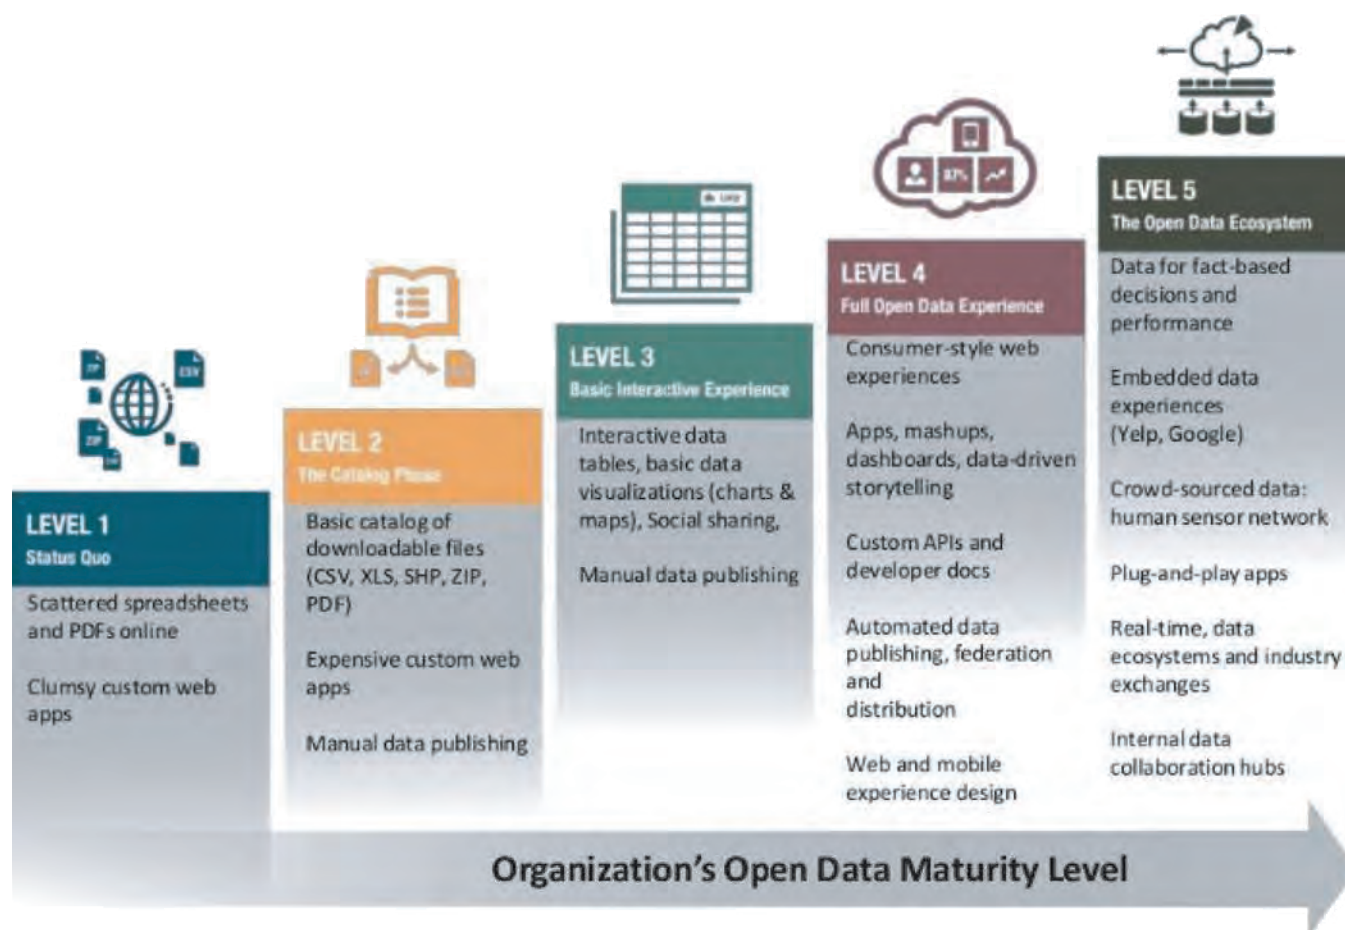 LEVEL 1
Status Quo
Scattered spreadsheets
and PDFs online
Clumsy custom web
apps
ZIP
CSV
LEVEL 2
The Catalog Phase
Basic catalog of
downloadable files
(CSV, XLS, SHP, ZIP,
PDF)
Expensive custom web
apps
Manual data publishing
LEVEL 3
Basic Interactive Experience
Interactive data
tables, basic data
visualizations (charts &
maps), Social sharing,
Manual data publishing
87%
LEVEL 4
Full Open Data Experience
Consumer-style web
experiences
Apps, mashups,
dashboards, data-driven
storytelling
Custom APIs and
developer docs
Automated data
publishing, federation
and
distribution
Web and mobile
experience design
LEVEL 5
The Open Data Ecosystem
Data for fact-based
decisions and
performance
Embedded data
experiences
(Yelp, Google)
Crowd-sourced data:
human sensor network
Plug-and-play apps
Real-time, data
ecosystems and industry
exchanges
Internal data
collaboration hubs
Organization's Open Data Maturity Level